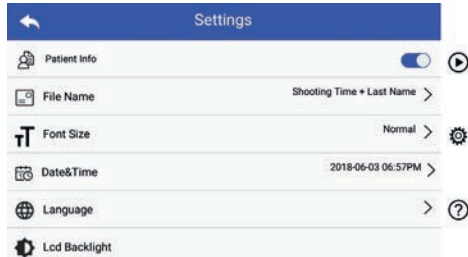 Settings
Patient Info
File Name
Shooting Time + Last Name
Font Size
Normal
Date&Time
2018-06-03 06:57PM
Language
Lcd Backlight